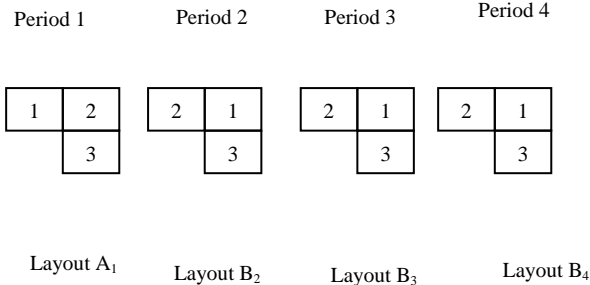 Period 1 Period 2 Period 3 Period 4
1 2 2 1 2 1 2 1
3 3 3 3
Layout A₁ Layout B₂ Layout B₃ Layout B₄